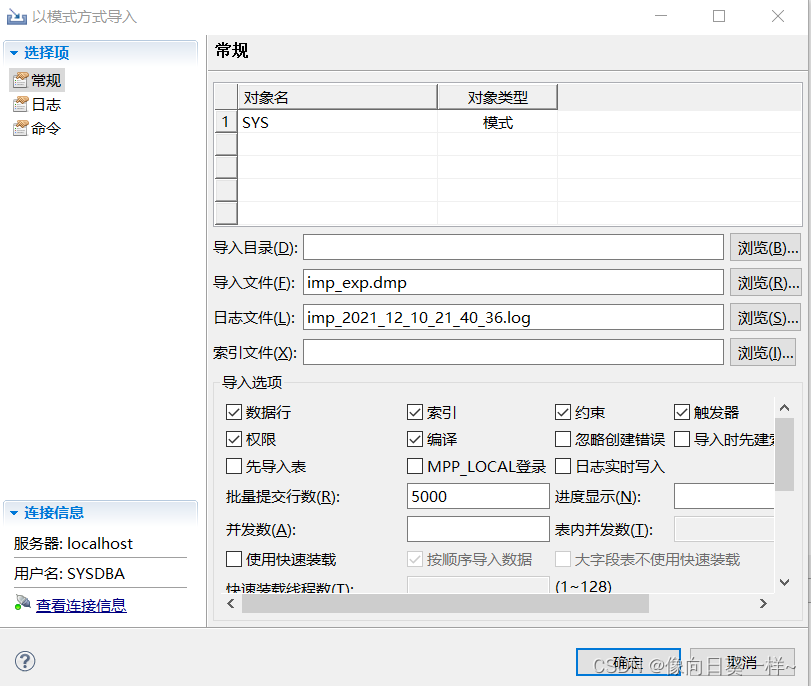 以模式方式导入
选择项
常规
日志
命令
常规
对象名 对象类型
1 SYS 模式
导入目录(D): 浏览(B)...
导入文件(F): imp_exp.dmp 浏览(R)...
日志文件(L): imp_2021_12_10_21_40_36.log 浏览(S)...
索引文件(X): 浏览(I)...
导入选项
数据行 索引 约束 触发器
权限 编译 忽略创建错误 导入时先建
先导入表 MPP_LOCAL登录 日志实时写入
批量提交行数(R): 5000 进度显示(N):
并发数(A): 表内并发数(T):
使用快速装载 按顺序导入数据 大字段表不使用快速装载
快速装载线程数(T): (1~128)
连接信息
服务器: localhost
用户名: SYSDBA
查看连接信息
?
确定 取消
CSDN @像向日葵一样~